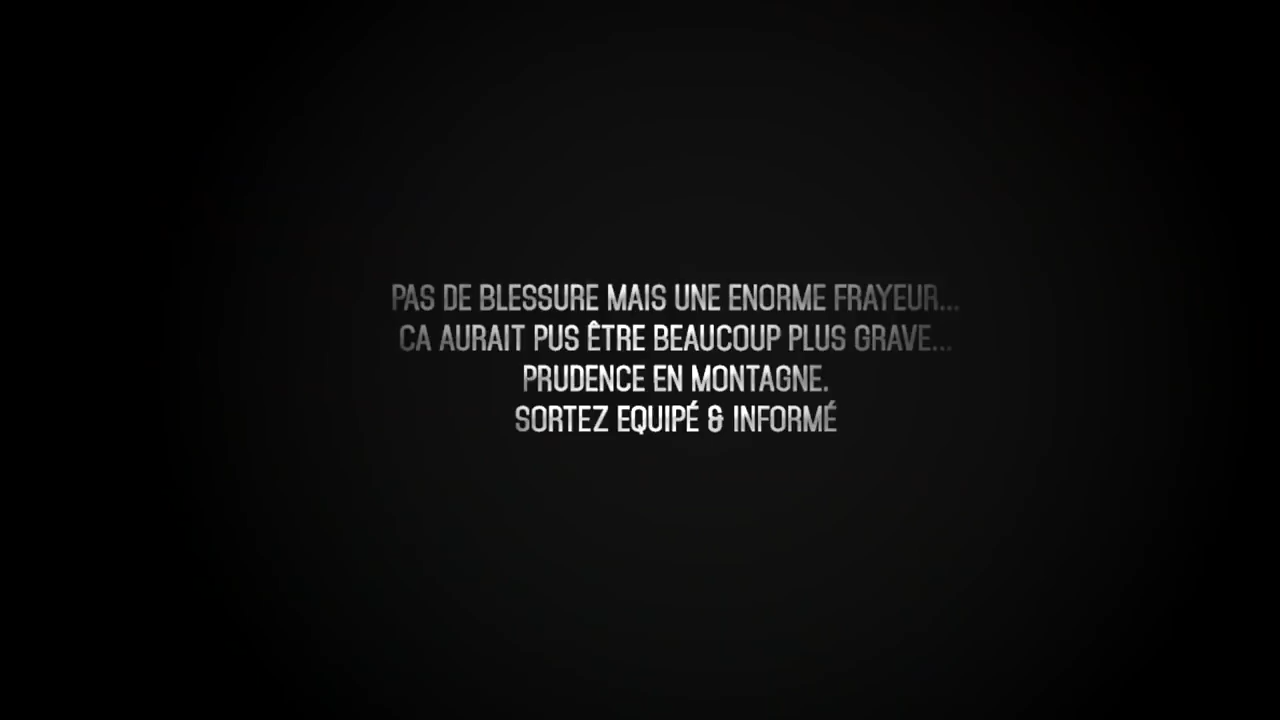 PAS DE BLESSURE MAIS UNE ENORME FRAYEUR...
CA AURAIT PUS ÊTRE BEAUCOUP PLUS GRAVE...
PRUDENCE EN MONTAGNE.
SORTEZ EQUIPÉ & INFORMÉ